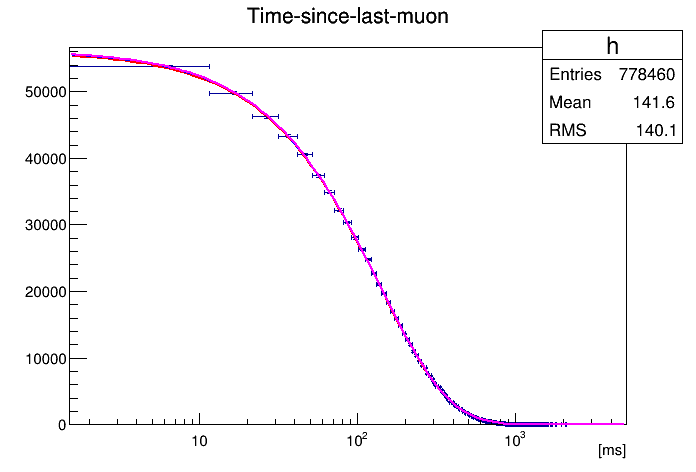 Time-since-last-muon
h
Entries 778460
Mean 141.6
RMS 140.1
50000
40000
30000
20000
10000
0
10
10²
10³
[ms]